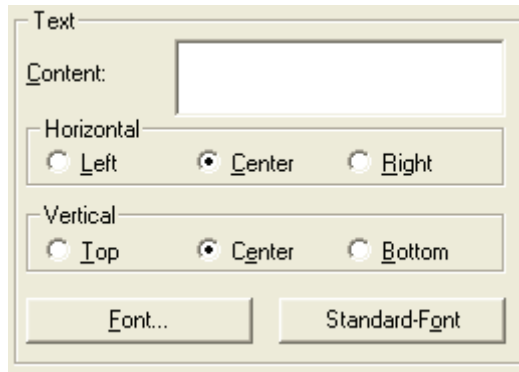 Text
Content:
Horizontal
Left Center Right
Vertical
Top Center Bottom
Font... Standard-Font